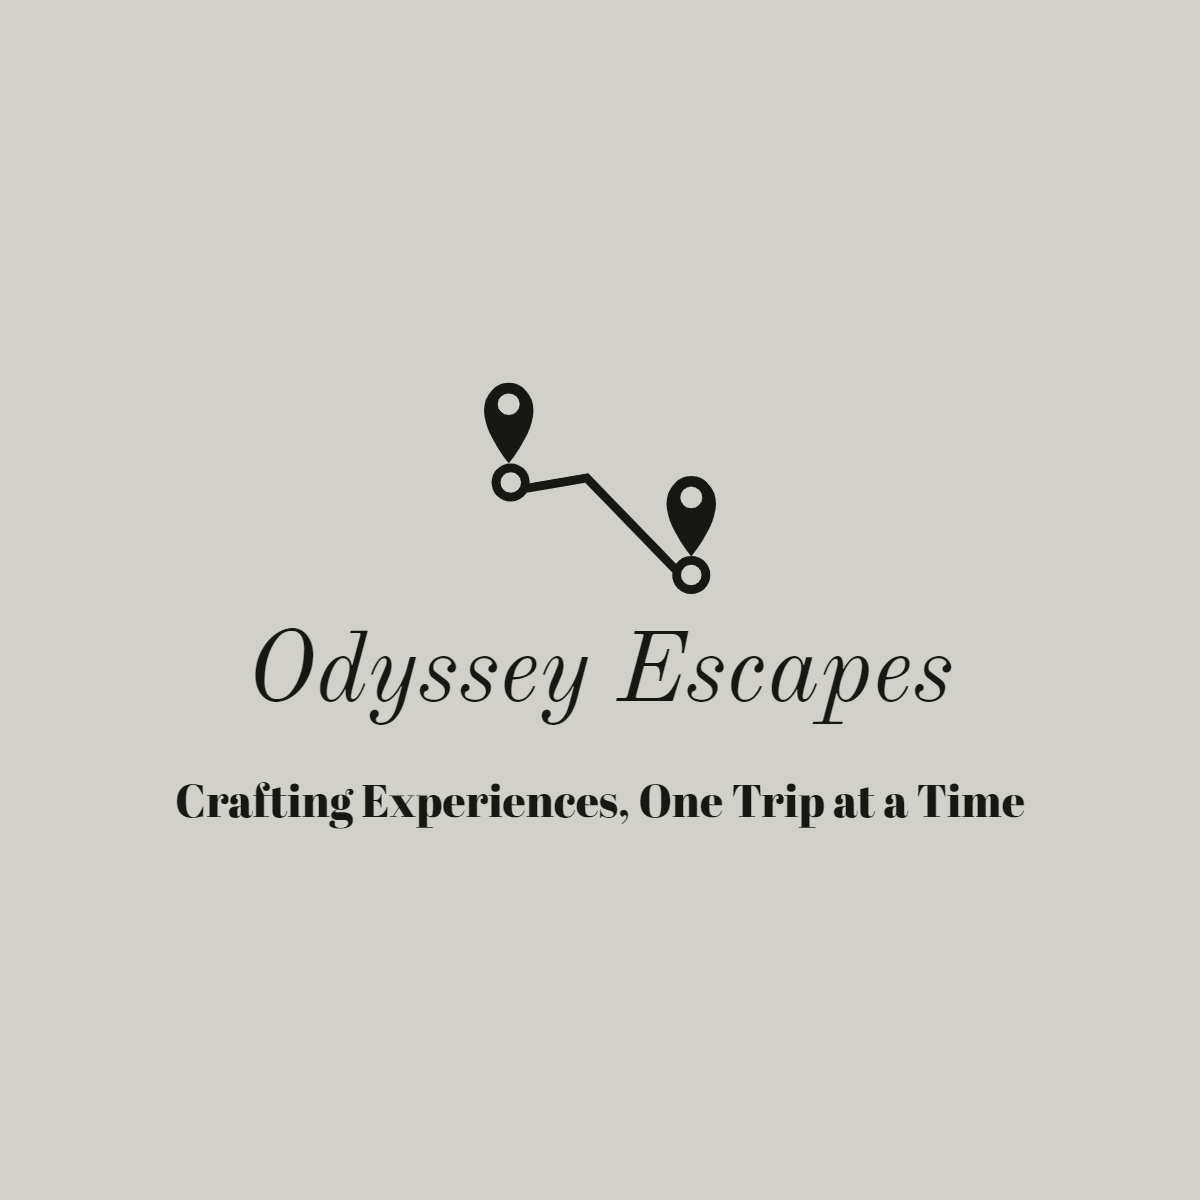 Odyssey Escapes
Crafting Experiences, One Trip at a Time